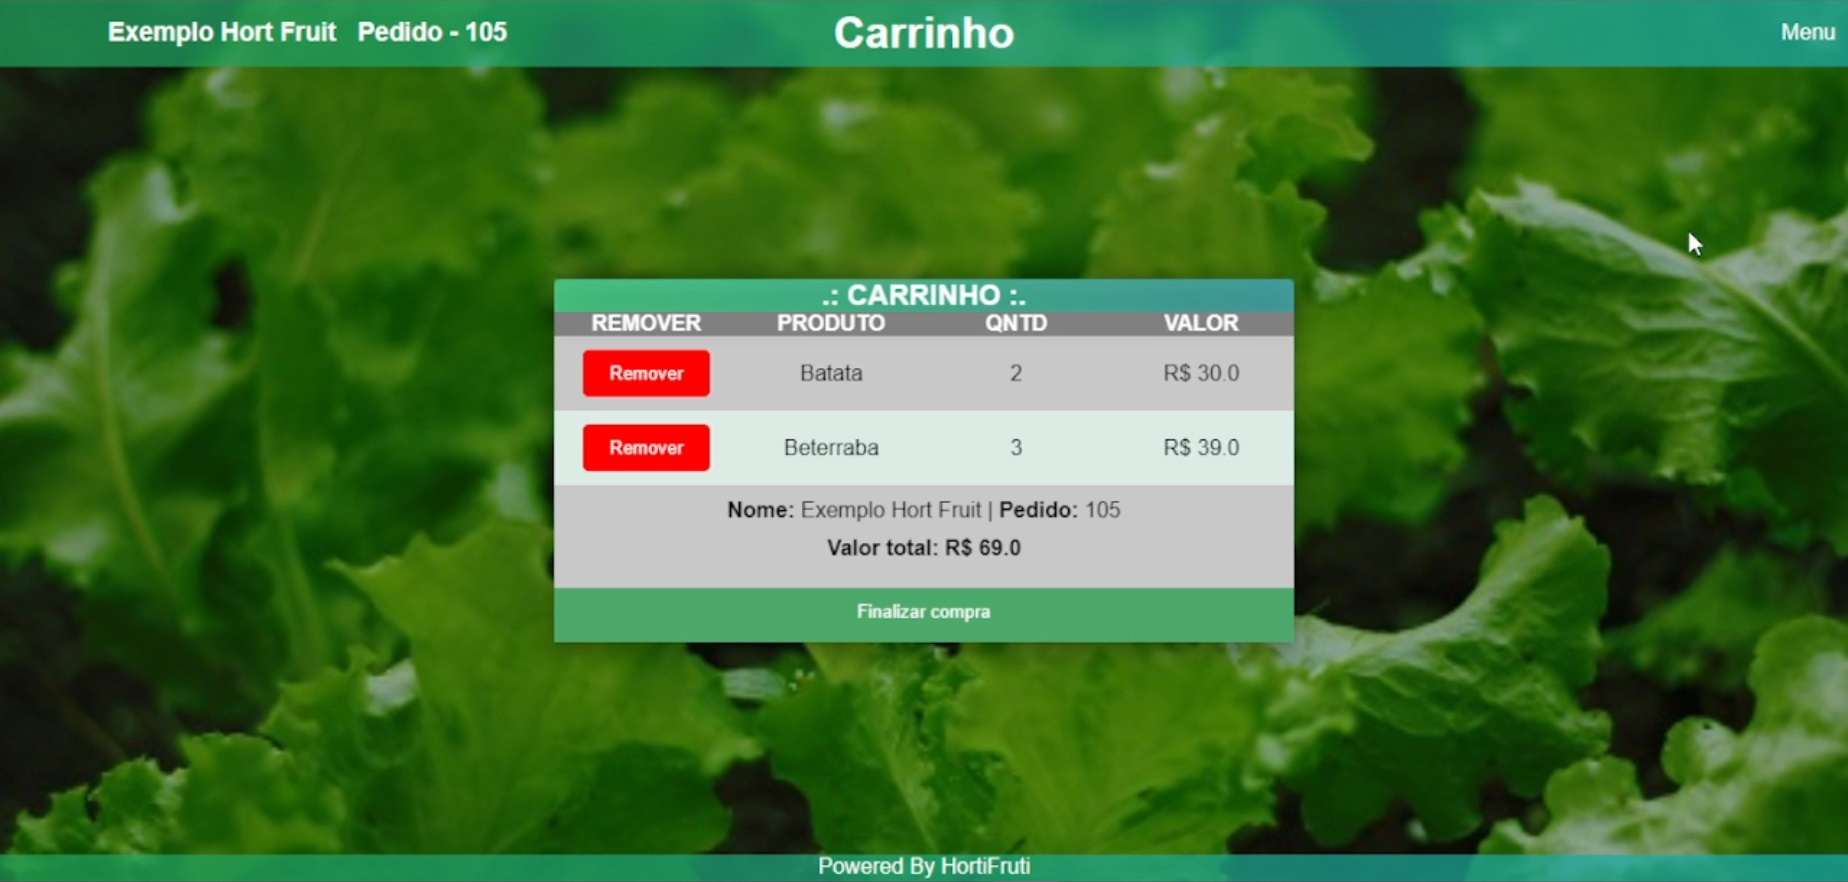 Exemplo Hort Fruit Pedido - 105 Carrinho Menu
.: CARRINHO :.
REMOVER PRODUTO QNTD VALOR
Remover Batata 2 R$ 30.0
Remover Beterraba 3 R$ 39.0
Nome: Exemplo Hort Fruit | Pedido: 105
Valor total: R$ 69.0
Finalizar compra
Powered By HortiFruti